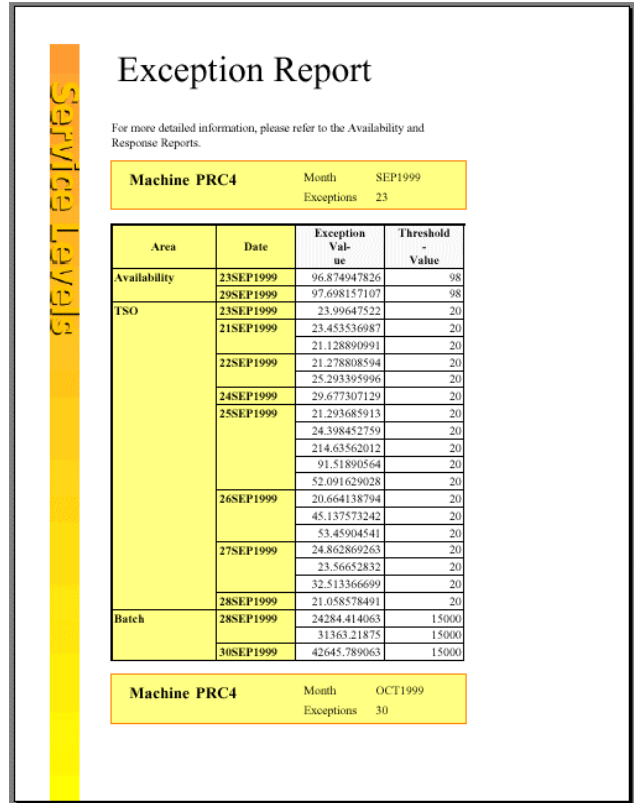 Service Levels
Exception Report
For more detailed information, please refer to the Availability and
Response Reports.
Machine PRC4 Month SEP1999
Exceptions 23
Area Date Exception Val- ue Threshold - Value
Availability 23SEP1999 96.874947826 98
29SEP1999 97.698157107 98
TSO 23SEP1999 23.99647522 20
21SEP1999 23.453536987 20
21.128890991 20
22SEP1999 21.278808594 20
25.293395996 20
24SEP1999 29.677307129 20
25SEP1999 21.293685913 20
24.398452759 20
214.63562012 20
91.51890564 20
52.091629028 20
26SEP1999 20.664138794 20
45.137573242 20
53.45904541 20
27SEP1999 24.862869263 20
23.56652832 20
32.513366699 20
28SEP1999 21.058578491 20
Batch 28SEP1999 24284.414063 15000
31363.21875 15000
30SEP1999 42645.789063 15000
Machine PRC4 Month OCT1999
Exceptions 30